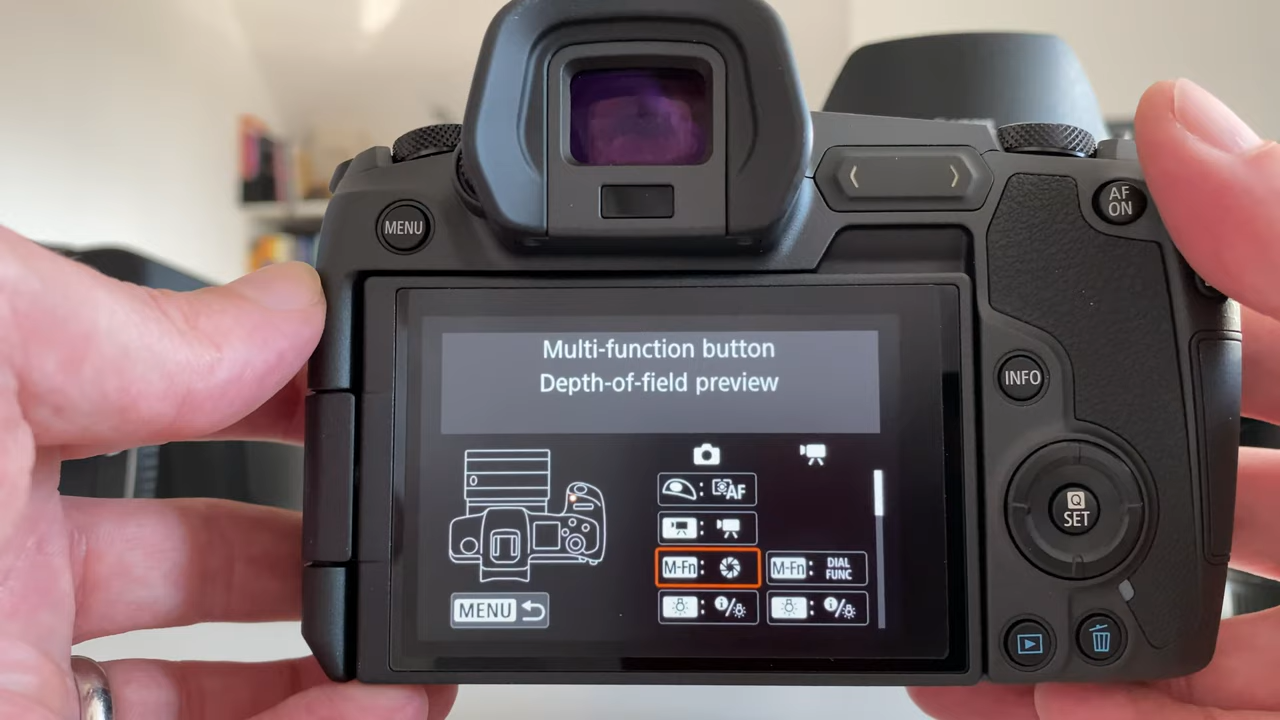 MENU
AF
ON
Multi-function button
Depth-of-field preview
INFO
AF
M-Fn:
M-Fn: DIAL
FUNC
MENU
Q
SET